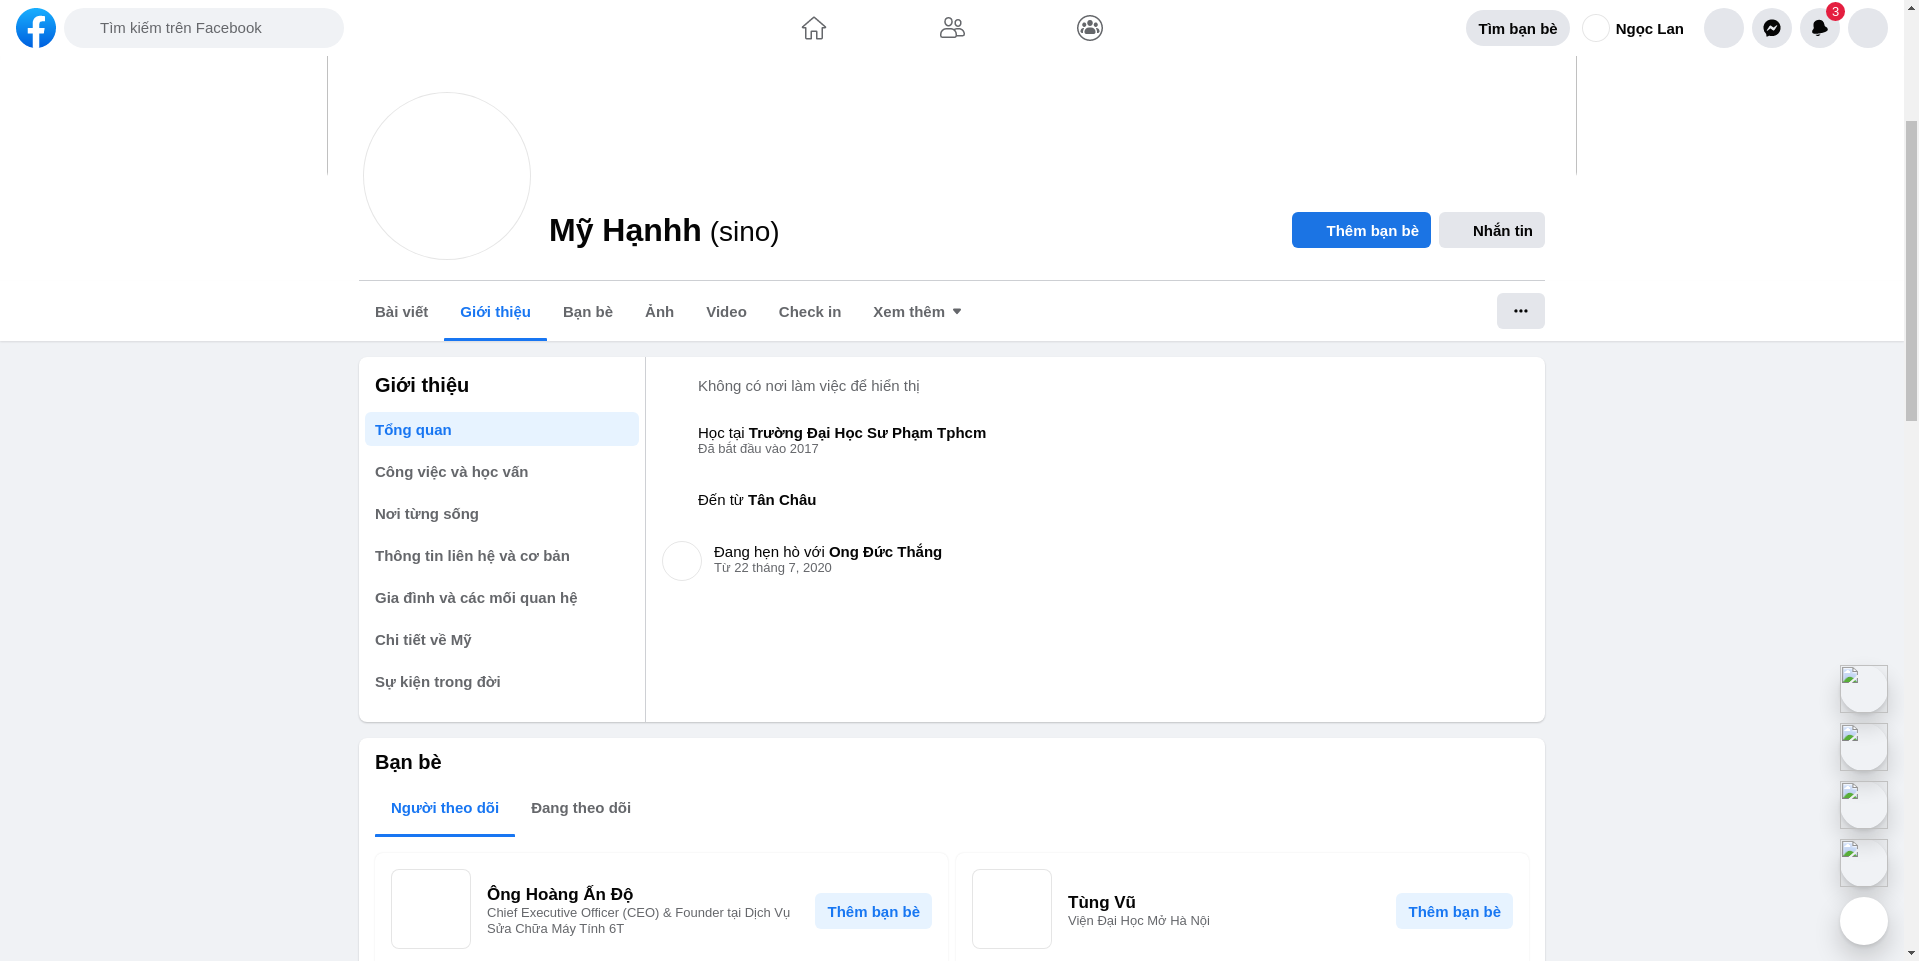 Tìm kiếm trên Facebook
Tìm bạn bè
Ngọc Lan
3
Mỹ Hạnhh (sino)
Thêm bạn bè
Nhắn tin
Bài viết
Giới thiệu
Bạn bè
Ảnh
Video
Check in
Xem thêm
Giới thiệu
Tổng quan
Công việc và học vấn
Nơi từng sống
Thông tin liên hệ và cơ bản
Gia đình và các mối quan hệ
Chi tiết về Mỹ
Sự kiện trong đời
Không có nơi làm việc để hiển thị
Học tại Trường Đại Học Sư Phạm Tphcm
Đã bắt đầu vào 2017
Đến từ Tân Châu
Đang hẹn hò với Ong Đức Thắng
Từ 22 tháng 7, 2020
Bạn bè
Người theo dõi
Đang theo dõi
Ông Hoàng Ấn Độ
Chief Executive Officer (CEO) & Founder tại Dịch Vụ
Sửa Chữa Máy Tính 6T
Thêm bạn bè
Tùng Vũ
Viện Đại Học Mở Hà Nội
Thêm bạn bè